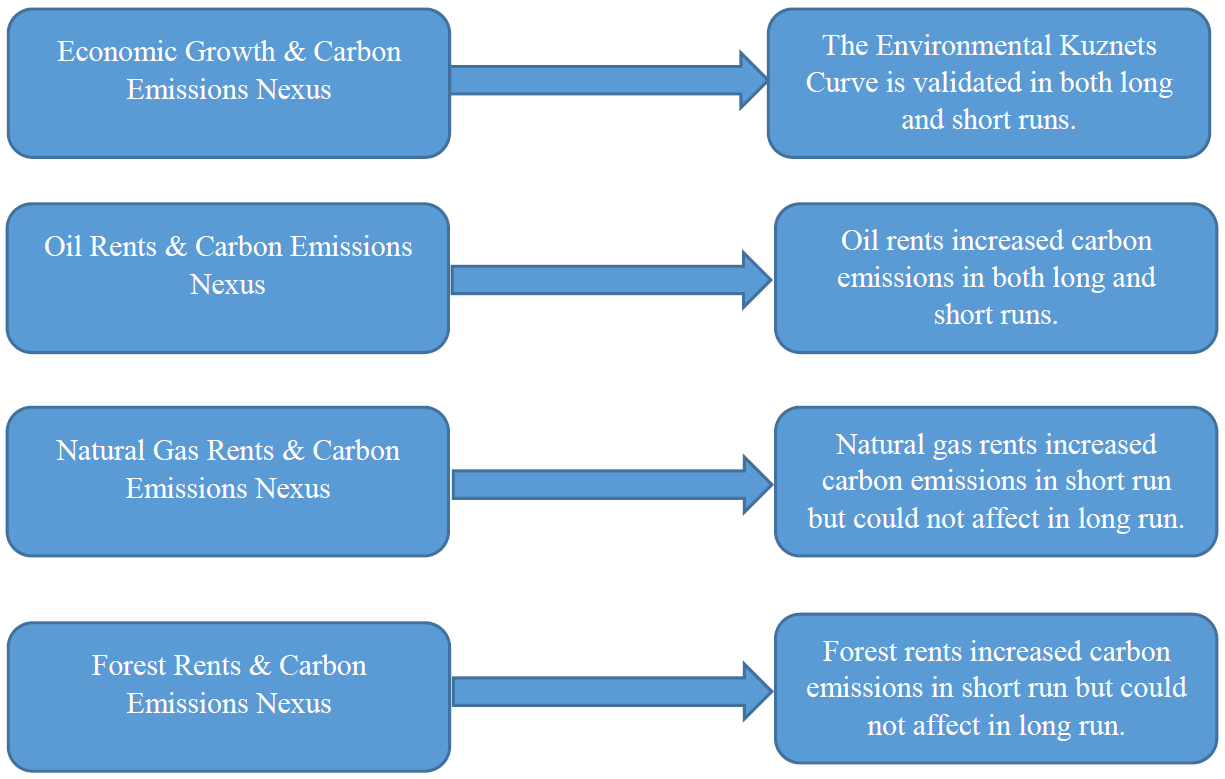 Economic Growth & Carbon
Emissions Nexus
The Environmental Kuznets
Curve is validated in both long
and short runs.
Oil Rents & Carbon Emissions
Nexus
Oil rents increased carbon
emissions in both long and
short runs.
Natural Gas Rents & Carbon
Emissions Nexus
Natural gas rents increased
carbon emissions in short run
but could not affect in long run.
Forest Rents & Carbon
Emissions Nexus
Forest rents increased carbon
emissions in short run but could
not affect in long run.